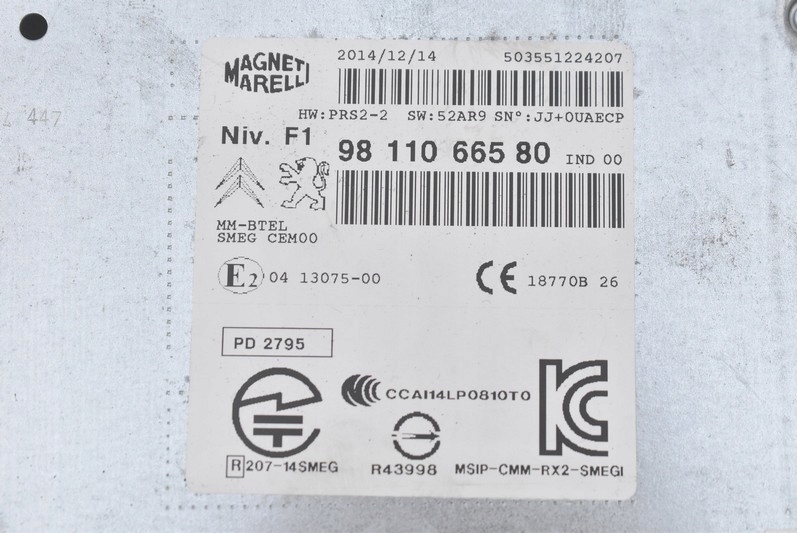 MAGNETI
MARELLI
2014/12/14 503551224207
HW:PRS2-2 SW:52AR9 SN°:JJ+0UAECP
447
Niv. F1
98 110 665 80 IND 00
MM-BTEL
SMEG CEM00
E2 04 13075-00
CE 18770B 26
PD 2795
CCAI14LP0810T0
KC
R 207-14SMEG
R43998
MSIP-CMM-RX2-SMEGI